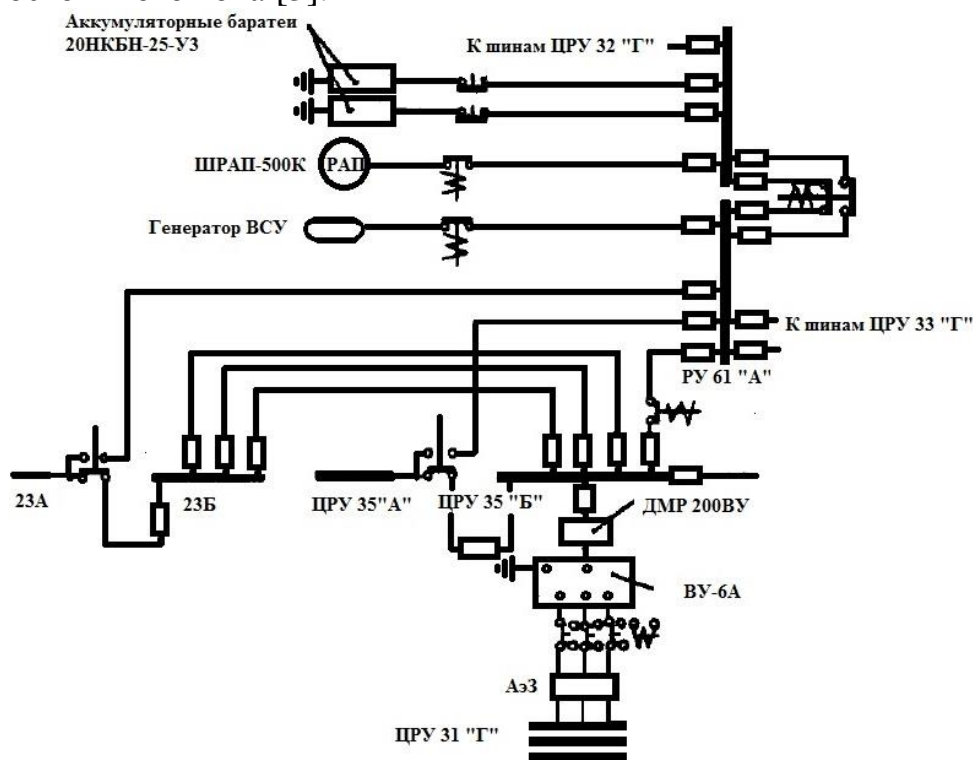 Аккумуляторные баратеи
20НКБН-25-УЗ
К шинам ЦРУ 32 "Г"
ШРАП-500К
РАП
Генератор ВСУ
К шинам ЦРУ 33 "Г"
РУ 61 "А"
23А
23Б
ЦРУ 35"А"
ЦРУ 35 "Б"
ДМР 200ВУ
ВУ-6А
АэЗ
ЦРУ 31 "Г"